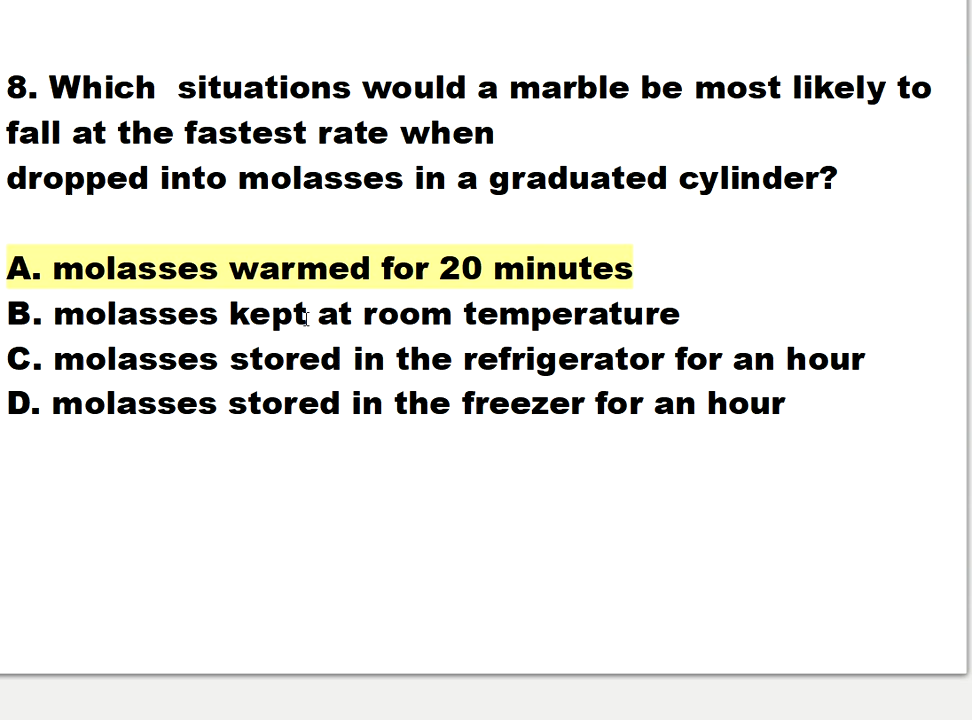 8. Which  situations would a marble be most likely to
fall at the fastest rate when
dropped into molasses in a graduated cylinder?
A. molasses warmed for 20 minutes
B. molasses kept at room temperature
C. molasses stored in the refrigerator for an hour
D. molasses stored in the freezer for an hour